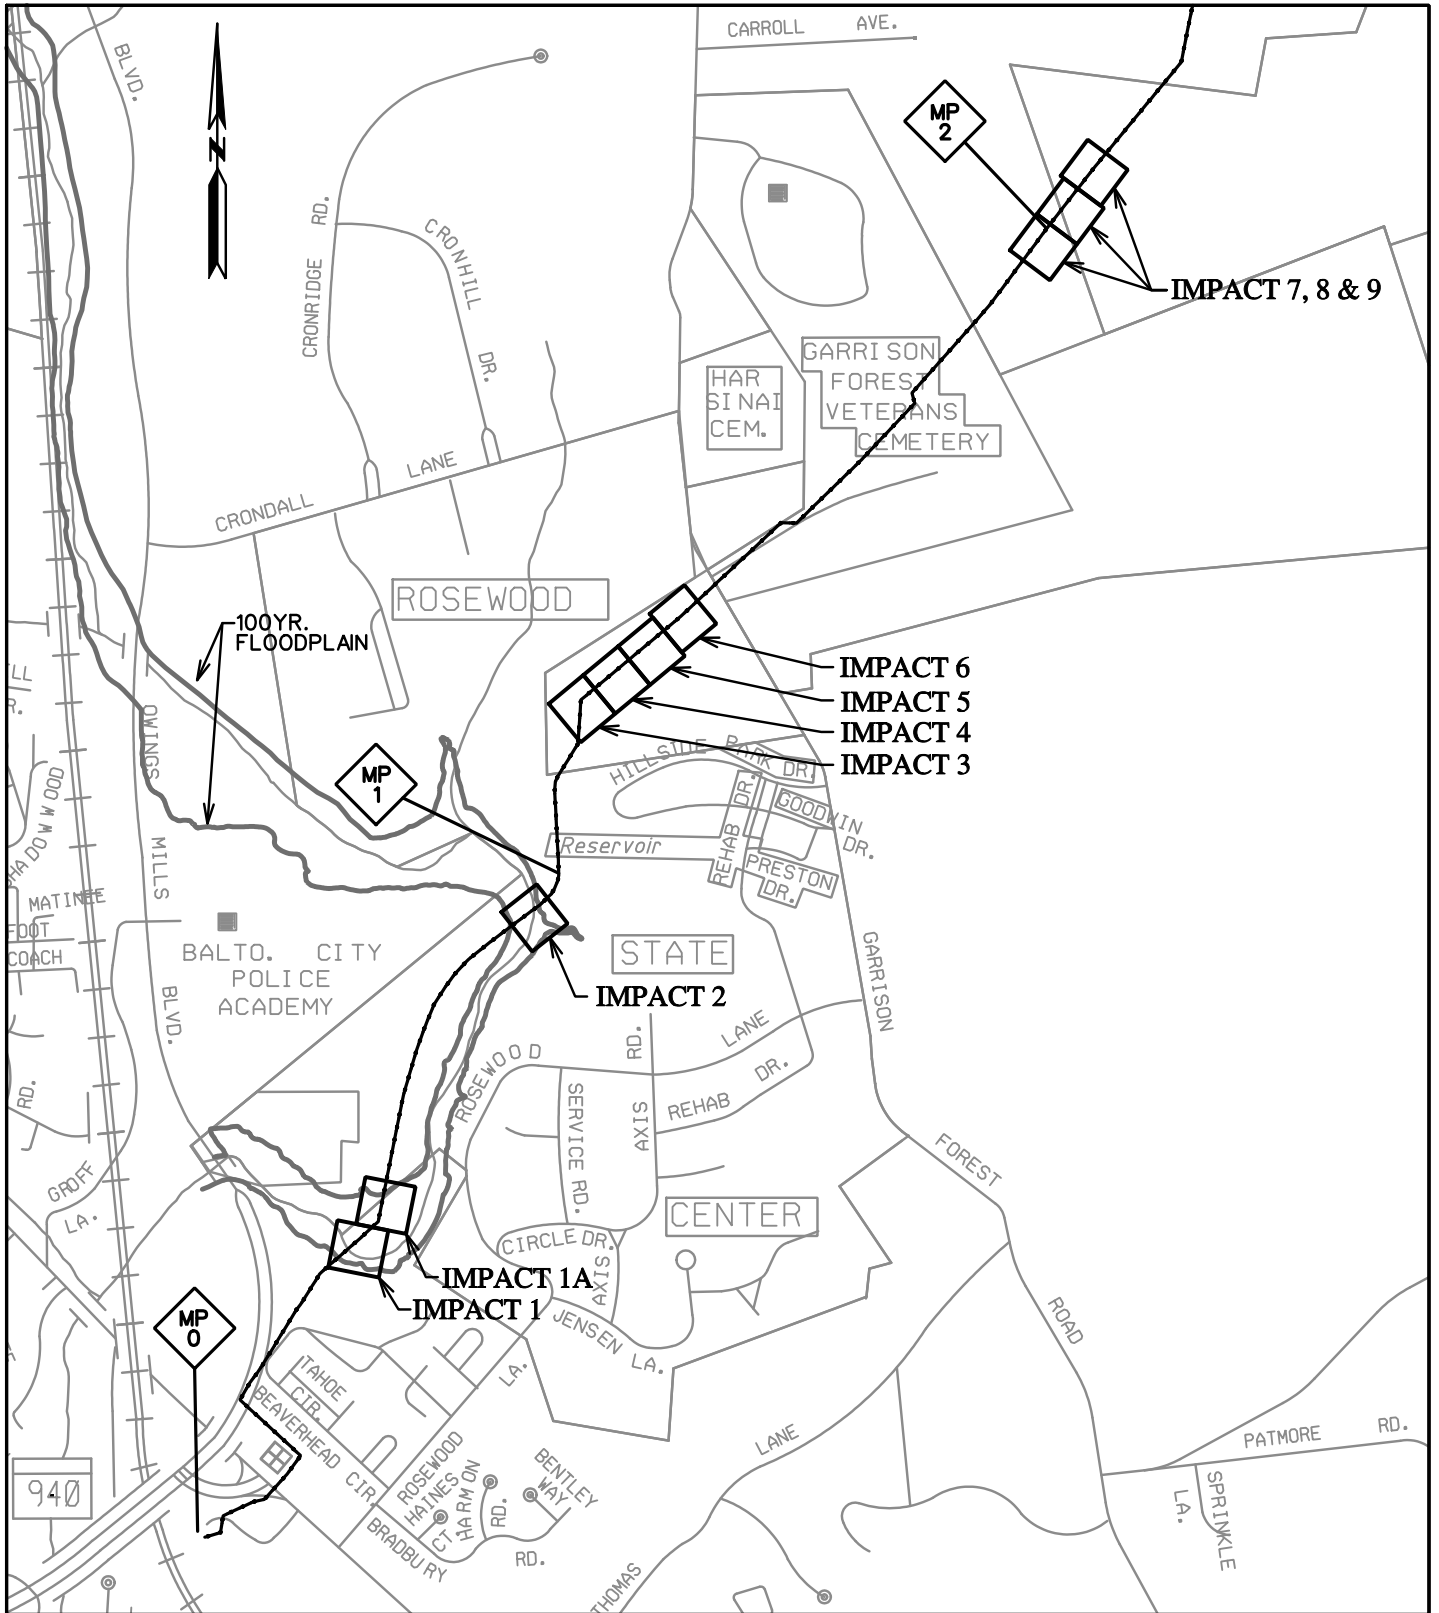 CARROLL AVE.
BLVD.
N
MP
2
CRONRIDGE RD.
CRONHILL DR.
IMPACT 7, 8 & 9
GARRISON
FOREST
VETERANS
CEMETERY
HAR
SINAI
CEM.
CRONDALL LANE
ROSEWOOD
100YR.
FLOODPLAIN
IMPACT 6
IMPACT 5
IMPACT 4
IMPACT 3
OWINGS MILLS BLVD.
MP
1
HILLSIDE PARK DR.
GOODWIN DR.
REHAB DR.
PRESTON
DR.
Reservoir
MATINEE
FOOT
COACH
BALTO. CITY
POLICE
ACADEMY
STATE
IMPACT 2
GARRISON FOREST ROAD
ROSEWOOD LANE
AXIS RD.
REHAB DR.
SERVICE RD.
RD.
GROFF
LA.
CENTER
CIRCLE DR.
AXIS
IMPACT 1A
IMPACT 1
JENSEN LA.
MP
0
TAHOE
CIR.
BEAVERHEAD CIR.
ROSEWOOD LA.
HAINES
CT.
HARMON
RD.
BENTLEY
WAY
BRADBURY RD.
THOMAS LANE
PATMORE RD.
SPRINKLE
LA.
940